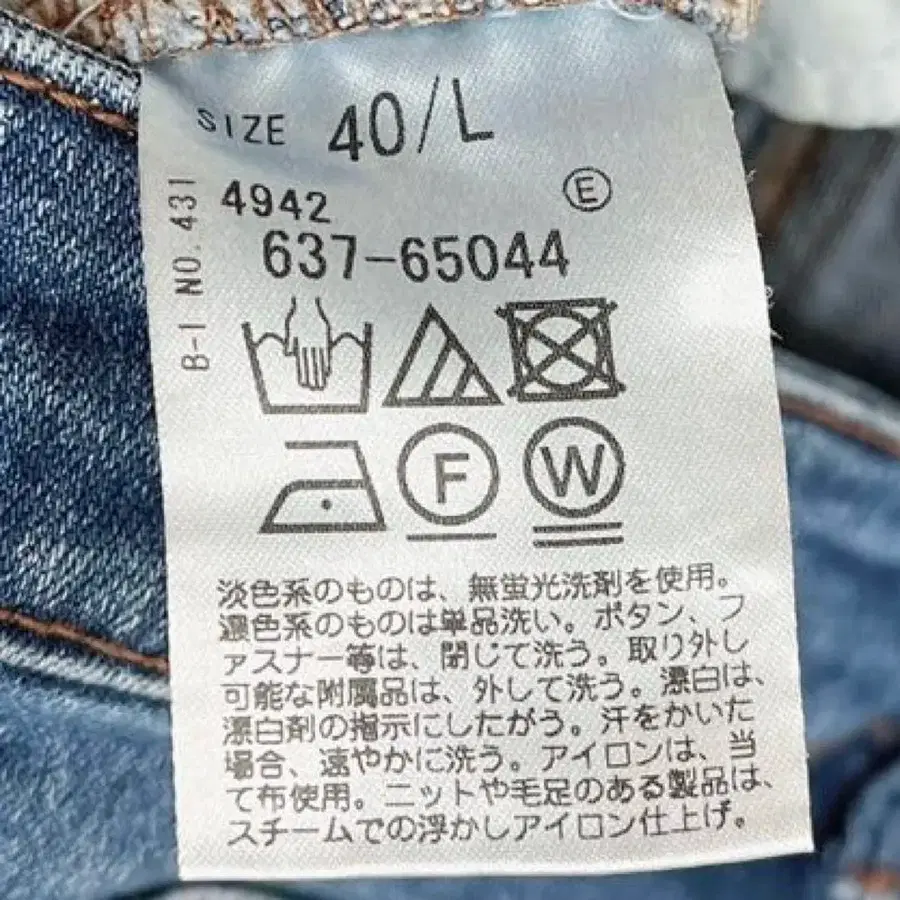 SIZE 40/L
B-I NO.431
4942
E
637-65044
F
W
淡色系のものは、無蛍光洗剤を使用。
濃色系のものは単品洗い。ボタン、フ
ァスナー等は、閉じて洗う。取り外し
可能な附属品は、外して洗う。漂白は、
漂白剤の指示にしたがう。汗をかいた
場合、速やかに洗う。アイロンは、当
て布使用。ニットや毛足のある製品は、
スチームでの浮かしアイロン仕上げ。